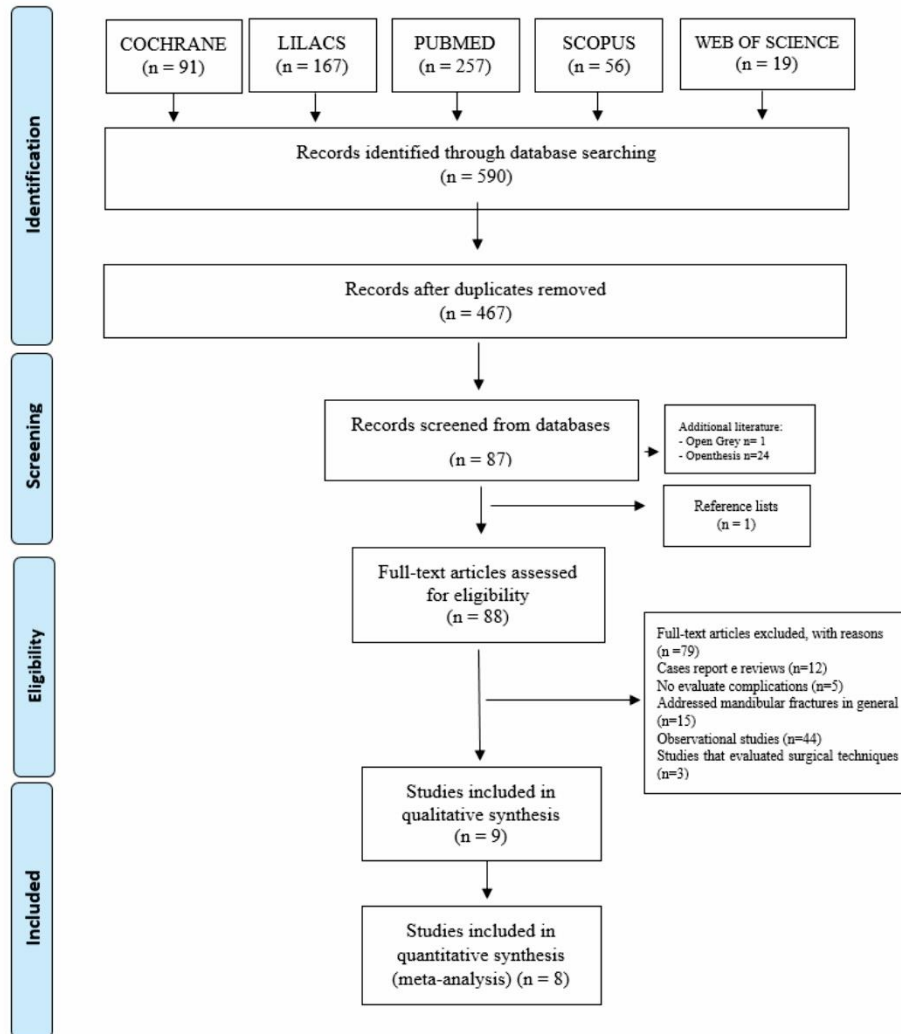 COCHRANE
(n = 91)
LILACS
(n = 167)
PUBMED
(n = 257)
SCOPUS
(n = 56)
WEB OF SCIENCE
(n = 19)
Identification
Records identified through database searching
(n = 590)
Records after duplicates removed
(n = 467)
Screening
Records screened from databases
(n = 87)
Additional literature:
- Open Grey n= 1
- Openthesis n=24
Reference lists
(n = 1)
Eligibility
Full-text articles assessed
for eligibility
(n = 88)
Full-text articles excluded, with reasons
(n =79)
Cases report e reviews (n=12)
No evaluate complications (n=5)
Addressed mandibular fractures in general
(n=15)
Observational studies (n=44)
Studies that evaluated surgical techniques
(n=3)
Included
Studies included in
qualitative synthesis
(n = 9)
Studies included in
quantitative synthesis
(meta-analysis) (n = 8)